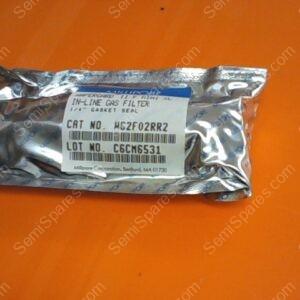 IN-LINE GAS FILTER
1/4" GASKET SEAL
CAT NO. WG2F02RR2
LOT NO. C6CM6531
Millipore Corporation, Bedford, MA 01730
SemiSpares.com